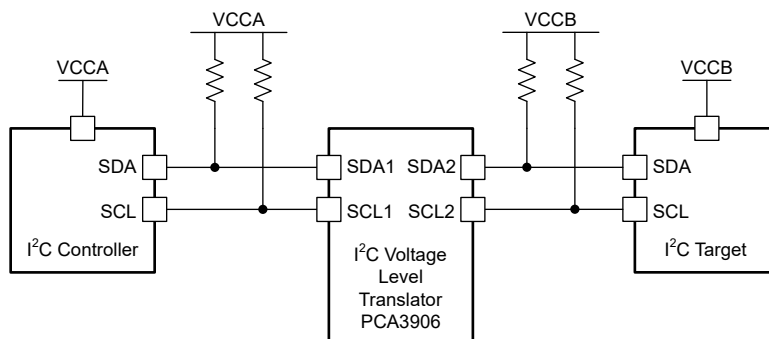 VCCA
VCCB
VCCA
VCCB
SDA
SDA1
SDA2
SDA
SCL
SCL1
SCL2
SCL
I²C Controller
I²C Voltage
Level
Translator
PCA3906
I²C Target